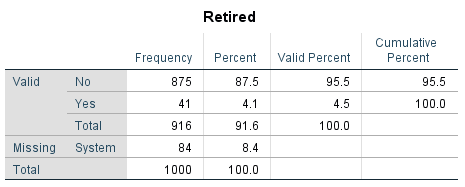 Retired
Frequency Percent Valid Percent Cumulative Percent
Valid No 875 87.5 95.5 95.5
Yes 41 4.1 4.5 100.0
Total 916 91.6 100.0
Missing System 84 8.4
Total 1000 100.0